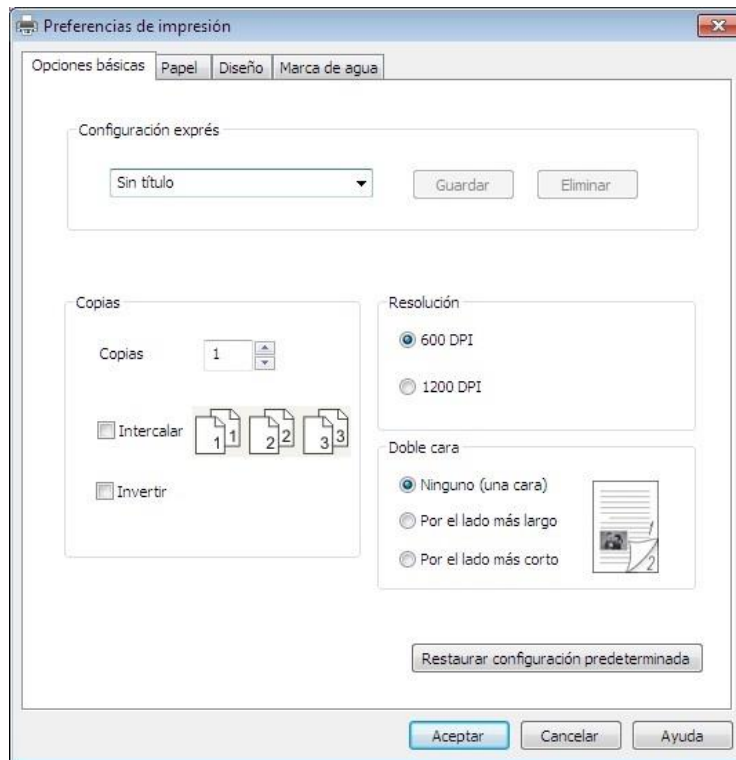 Preferencias de impresión
Opciones básicas Papel Diseño Marca de agua
Configuración exprés
Sin título Guardar Eliminar
Copias
Copias 1
Intercalar 1 1 2 2 3 3
Invertir
Resolución
600 DPI
1200 DPI
Doble cara
Ninguno (una cara)
Por el lado más largo
Por el lado más corto
1
2
Restaurar configuración predeterminada
Aceptar Cancelar Ayuda